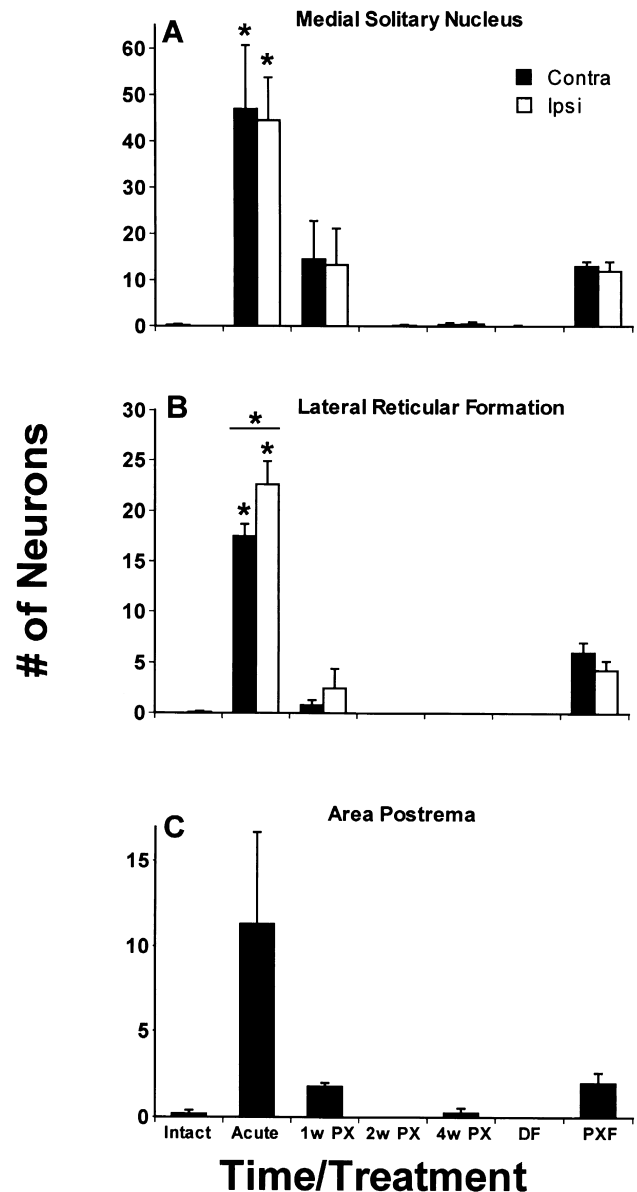 A
Medial Solitary Nucleus
60
50
40
30
20
10
0
* *
Contra
Ipsi
B
Lateral Reticular Formation
30
25
20
15
10
5
0
*
* *
# of Neurons
C
Area Postrema
15
10
5
0
Intact Acute 1w PX 2w PX 4w PX DF PXF
Time/Treatment